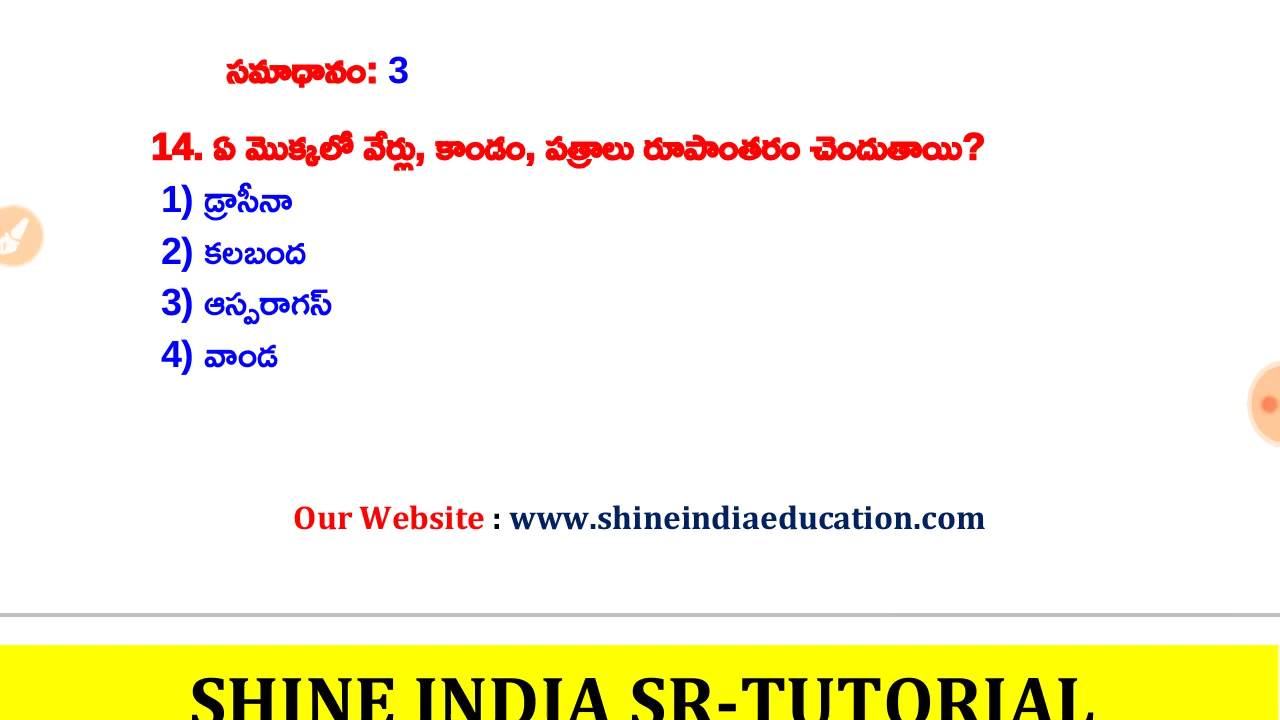 సమాధానం: 3
14. ఏ మొక్కలో వేర్లు, కాండం, పత్రాలు రూపాంతరం చెందుతాయి?
1) డ్రాసీనా
2) కలబంద
3) ఆస్పరాగస్
4) వాండ
Our Website : www.shineindiaeducation.com
SHINE INDIA SR-TUTORIAL